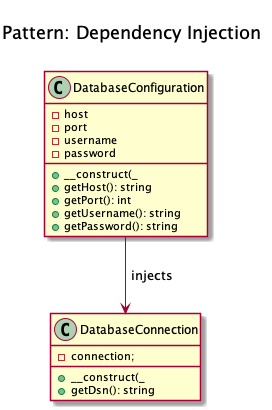 Pattern: Dependency Injection
C DatabaseConfiguration
host
port
username
password
__construct(_
getHost(): string
getPort(): int
getUsername(): string
getPassword(): string
injects
C DatabaseConnection
connection;
__construct(_
getDsn(): string